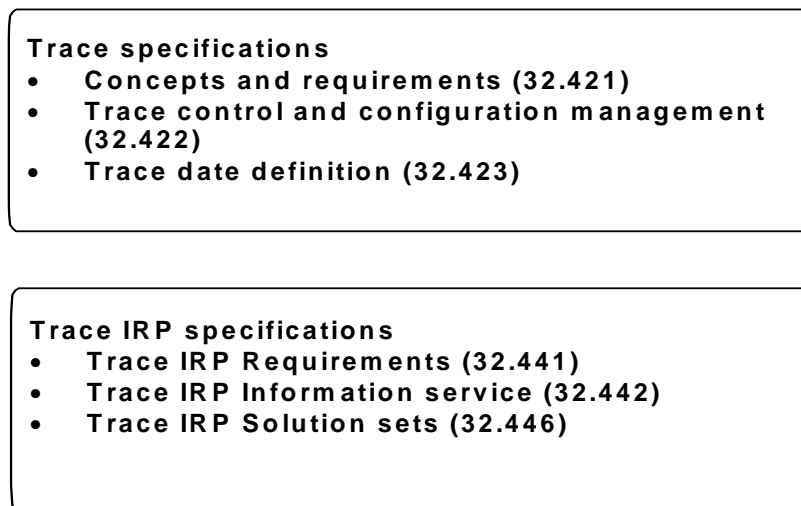 Trace specifications
• Concepts and requirements (32.421)
• Trace control and configuration management
(32.422)
• Trace date definition (32.423)
Trace IRP specifications
• Trace IRP Requirements (32.441)
• Trace IRP Information service (32.442)
• Trace IRP Solution sets (32.446)